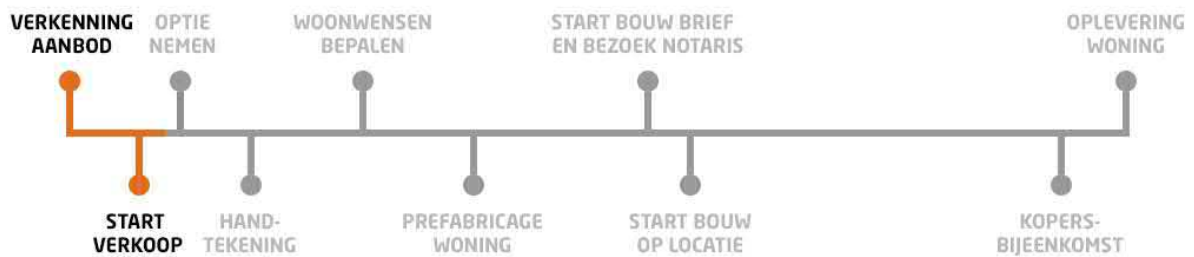 VERKENNING
AANBOD
OPTIE
NEMEN
WOONWENSEN
BEPALEN
START BOUW BRIEF
EN BEZOEK NOTARIS
OPLEVERING
WONING
START
VERKOOP
HAND-
TEKENING
PREFABRICAGE
WONING
START BOUW
OP LOCATIE
KOPERS-
BIJEENKOMST